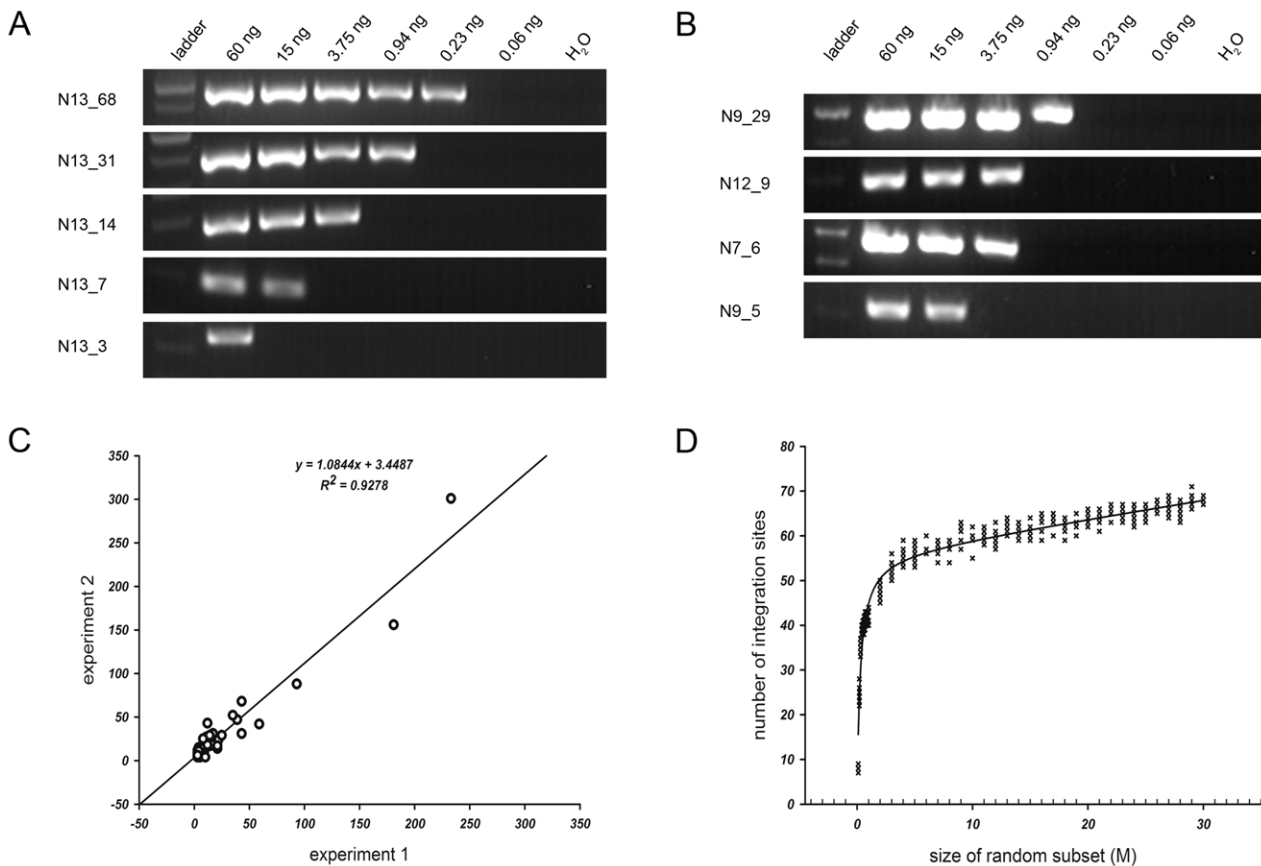 A
ladder 60 ng 15 ng 3.75 ng 0.94 ng 0.23 ng 0.06 ng H2O
N13_68
N13_31
N13_14
N13_7
N13_3
B
ladder 60 ng 15 ng 3.75 ng 0.94 ng 0.23 ng 0.06 ng H2O
N9_29
N12_9
N7_6
N9_5
C
y = 1.0844x + 3.4487
R2 = 0.9278
experiment 2
350
300
250
200
150
100
50
0
-50
-50 0 50 100 150 200 250 300 350
experiment 1
D
number of integration sites
80
70
60
50
40
30
20
10
0
0 10 20 30
size of random subset (M)